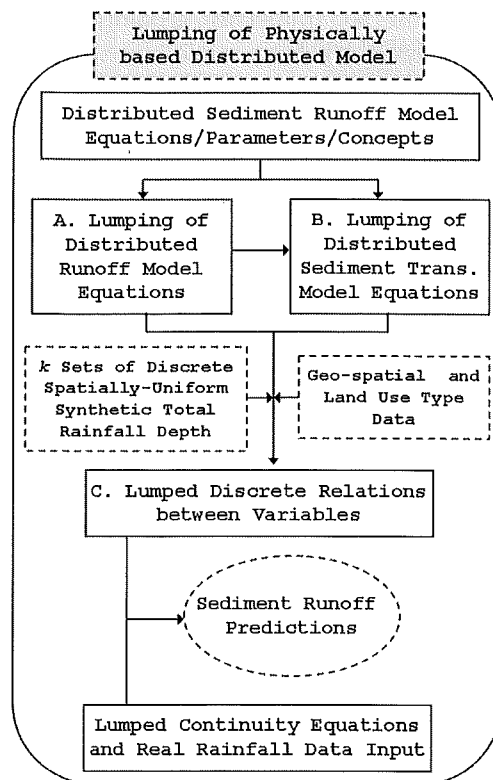 Lumping of Physically
based Distributed Model
Distributed Sediment Runoff Model
Equations/Parameters/Concepts
A. Lumping of
Distributed
Runoff Model
Equations
B. Lumping of
Distributed
Sediment Trans.
Model Equations
k Sets of Discrete
Spatially-Uniform
Synthetic Total
Rainfall Depth
Geo-spatial and
Land Use Type
Data
C. Lumped Discrete Relations
between Variables
Sediment Runoff
Predictions
Lumped Continuity Equations
and Real Rainfall Data Input